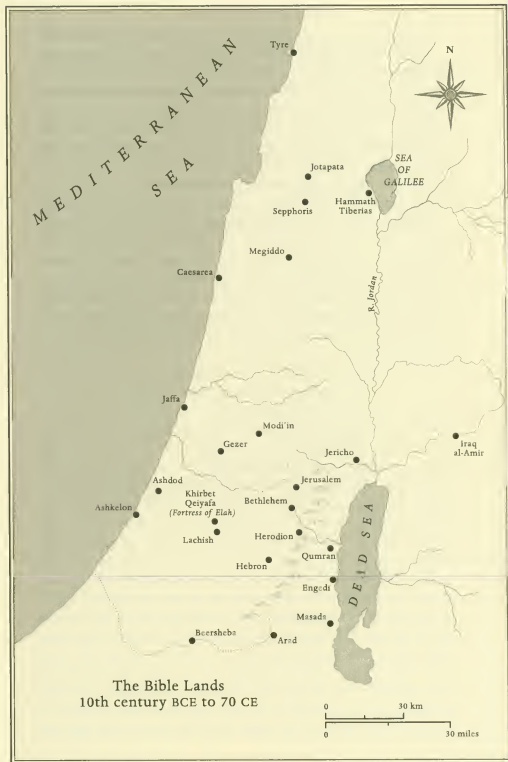 Tyre
N
MEDITERRANEAN
SEA
SEA
OF
GALILEE
Jotapata
Hammath
Tiberias
Sepphoris
Megiddo
Caesarea
R. Jordan
Jaffa
Modi'in
Gezer
Jericho
Iraq
al-Amir
Ashdod
Jerusalem
Khirbet
Qeiyafa
(Fortress of Elah)
Bethlehem
Ashkelon
Lachish
Herodion
Qumran
Hebron
DEAD SEA
Engedi
Masada
Beersheba
Arad
The Bible Lands
10th century BCE to 70 CE
0 30 km
0 30 miles